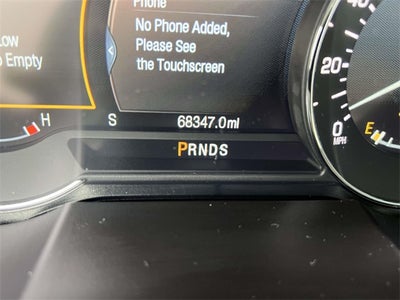 Phone
No Phone Added,
Please See
the Touchscreen
Low
o Empty
H
S
68347.0mi
PRNDS
20
0
MPH
E